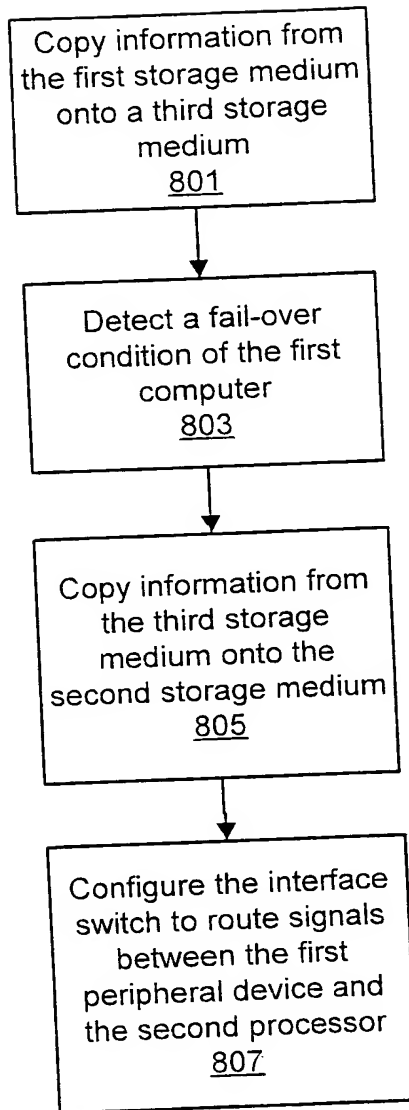 Copy information from
the first storage medium
onto a third storage
medium
801
Detect a fail-over
condition of the first
computer
803
Copy information from
the third storage
medium onto the
second storage medium
805
Configure the interface
switch to route signals
between the first
peripheral device and
the second processor
807